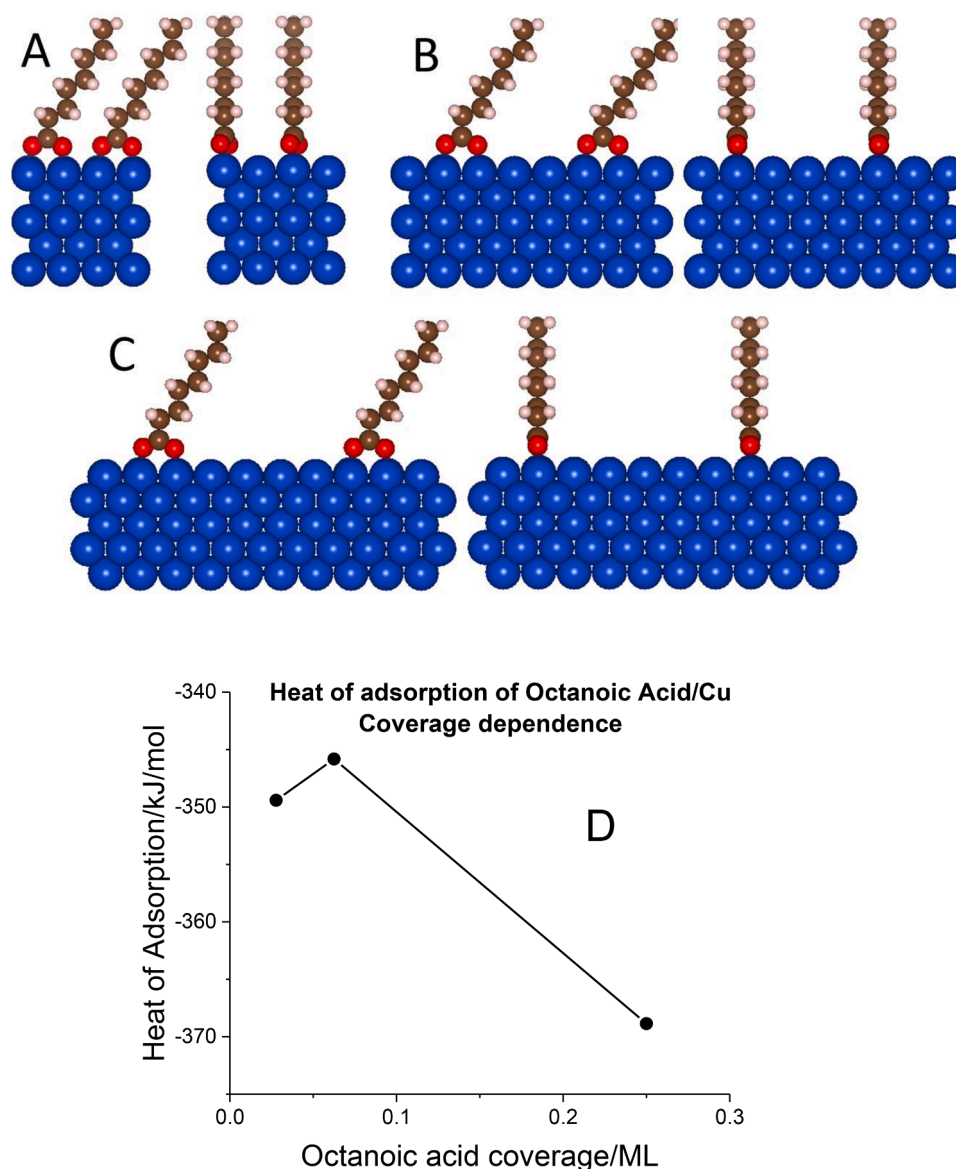 A
B
C
Heat of adsorption of Octanoic Acid/Cu
Coverage dependence
D
Heat of Adsorption/kJ/mol
-340
-350
-360
-370
0.0
0.1
0.2
0.3
Octanoic acid coverage/ML